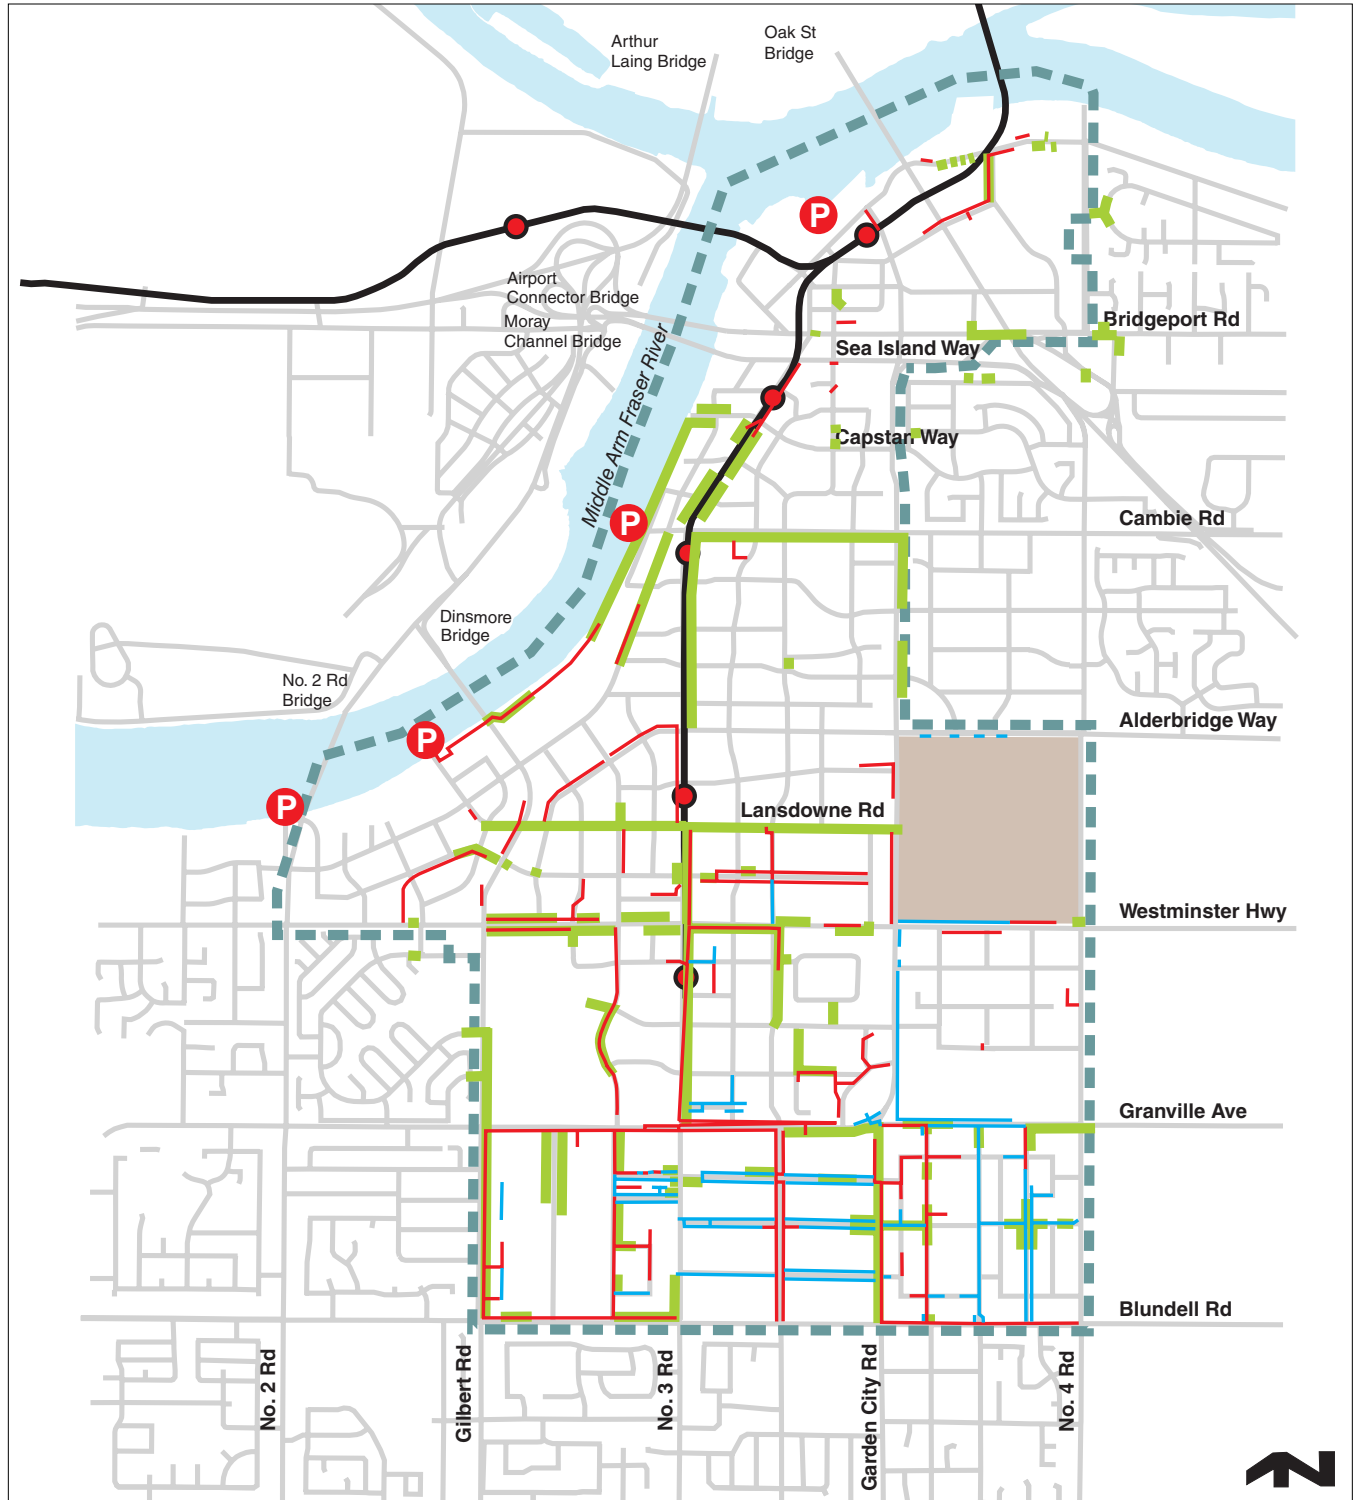 Arthur
Laing Bridge
Oak St
Bridge
P
Airport
Connector Bridge
Moray
Channel Bridge
Bridgeport Rd
Sea Island Way
Middle Arm Fraser River
Capstan Way
P
Cambie Rd
Dinsmore
Bridge
No. 2 Rd
Bridge
Alderbridge Way
P
P
Lansdowne Rd
Westminster Hwy
Granville Ave
Blundell Rd
No. 2 Rd
Gilbert Rd
No. 3 Rd
Garden City Rd
No. 4 Rd
N